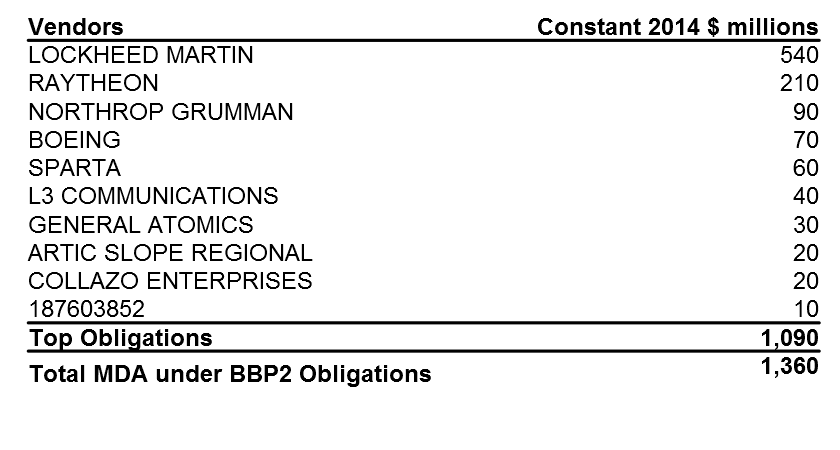 Vendors Constant 2014 $ millions
LOCKHEED MARTIN 540
RAYTHEON 210
NORTHROP GRUMMAN 90
BOEING 70
SPARTA 60
L3 COMMUNICATIONS 40
GENERAL ATOMICS 30
ARTIC SLOPE REGIONAL 20
COLLAZO ENTERPRISES 20
187603852 10
Top Obligations 1,090
Total MDA under BBP2 Obligations 1,360